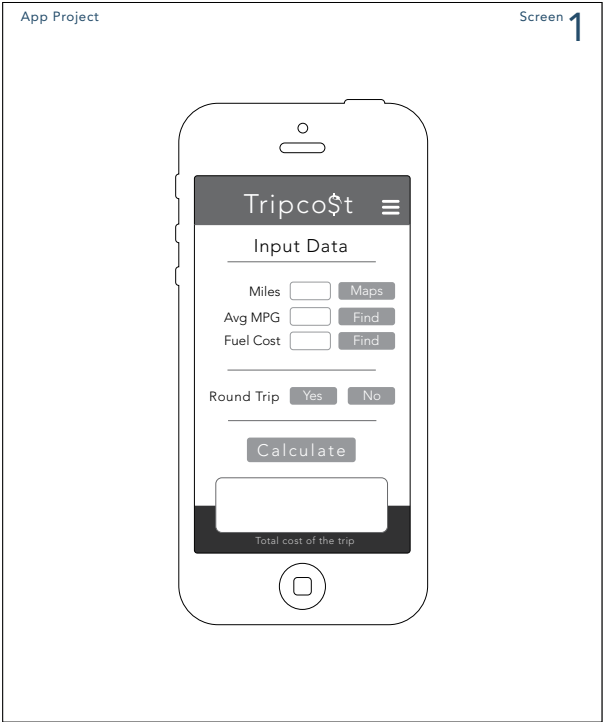 App Project
Screen 1
Tripco$t
Input Data
Miles Maps
Avg MPG Find
Fuel Cost Find
Round Trip Yes No
Calculate
Total cost of the trip